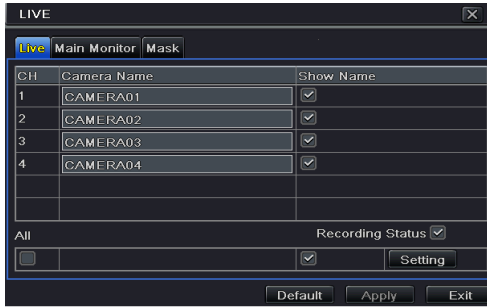 LIVE
Live Main Monitor Mask
CH Camera Name Show Name
1 CAMERA01
2 CAMERA02
3 CAMERA03
4 CAMERA04
All Recording Status
Setting
Default Apply Exit